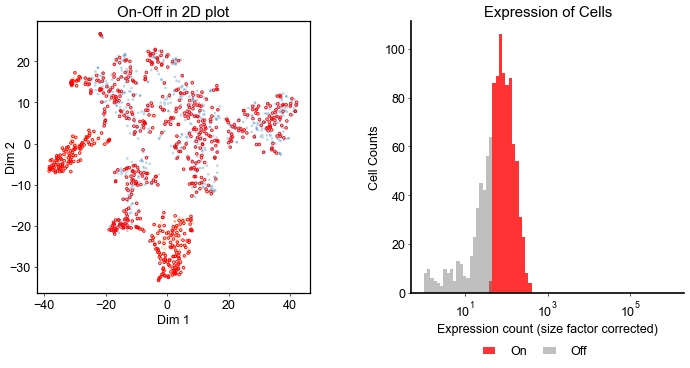 On-Off in 2D plot
20
10
0
−10
−20
−30
Dim 2
−40
−20
0
20
40
Dim 1
Expression of Cells
100
80
60
40
20
0
Cell Counts
10^1
10^3
10^5
Expression count (size factor corrected)
On
Off